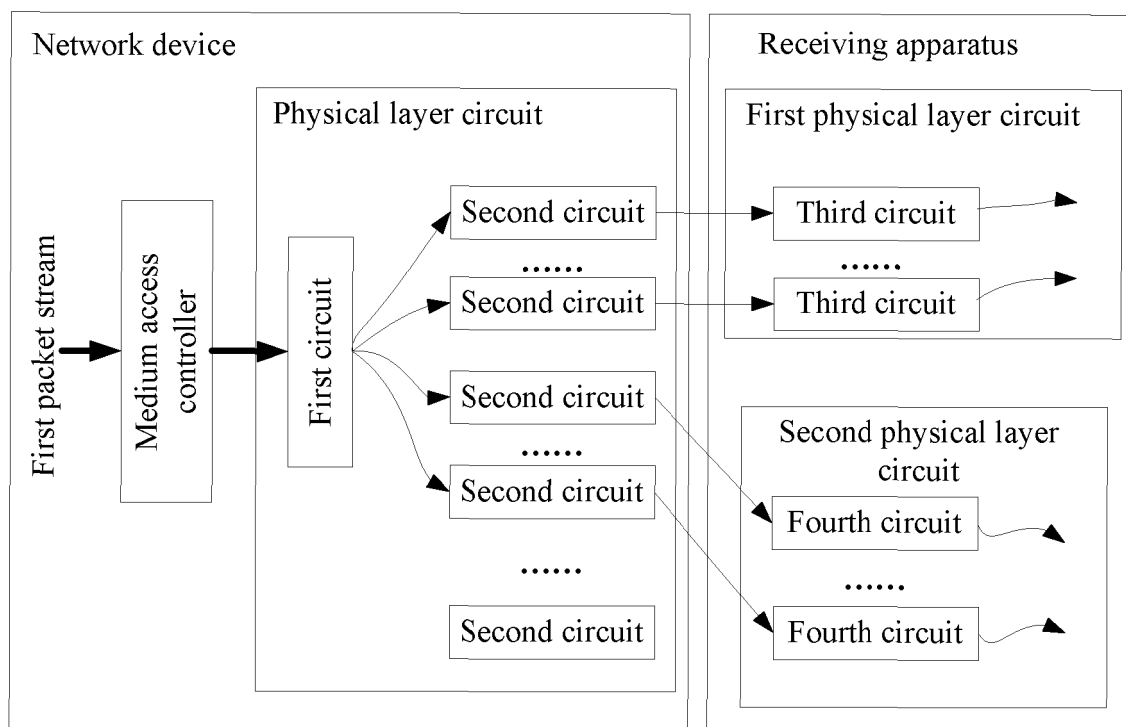 Network device
Receiving apparatus
Physical layer circuit
First physical layer circuit
First packet stream
Medium access
controller
First circuit
Second circuit
......
Second circuit
Second circuit
......
Second circuit
......
Second circuit
Third circuit
......
Third circuit
Second physical layer
circuit
Fourth circuit
......
Fourth circuit